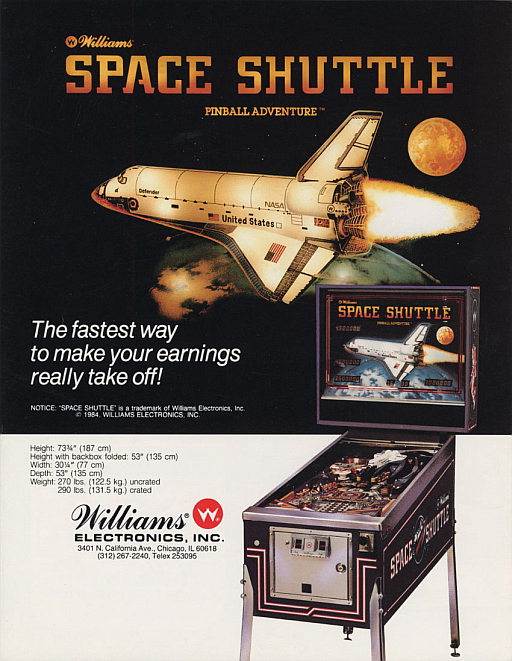 Williams
SPACE SHUTTLE
PINBALL ADVENTURE™
Defender
NASA
United States
Williams
SPACE SHUTTLE
PINBALL ADVENTURE
The fastest way
to make your earnings
really take off!
NOTICE: "SPACE SHUTTLE" is a trademark of Williams Electronics, Inc.
© 1984, WILLIAMS ELECTRONICS, INC.
Height: 73¾" (187 cm)
Height with backbox folded: 53" (135 cm)
Width: 30¼" (77 cm)
Depth: 53" (135 cm)
Weight: 270 lbs. (122.5 kg.) uncrated
290 lbs. (131.5 kg.) crated
Williams®
ELECTRONICS, INC.
3401 N. California Ave., Chicago, IL 60618
(312) 267-2240, Telex 253095
SPACE SHUTTLE